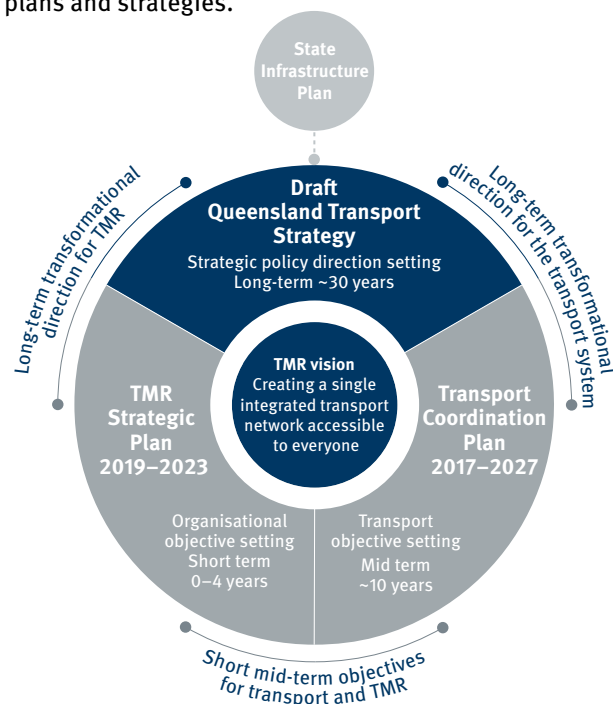 plans and strategies.
State
Infrastructure
Plan
Long-term transformational
direction for TMR
Long-term transformational
direction for the transport system
Draft
Queensland Transport
Strategy
Strategic policy direction setting
Long-term ~30 years
TMR vision
Creating a single
integrated transport
network accessible
to everyone
TMR
Strategic
Plan
2019–2023
Organisational
objective setting
Short term
0–4 years
Transport
Coordination
Plan
2017–2027
Transport
objective setting
Mid term
~10 years
Short mid-term objectives
for transport and TMR